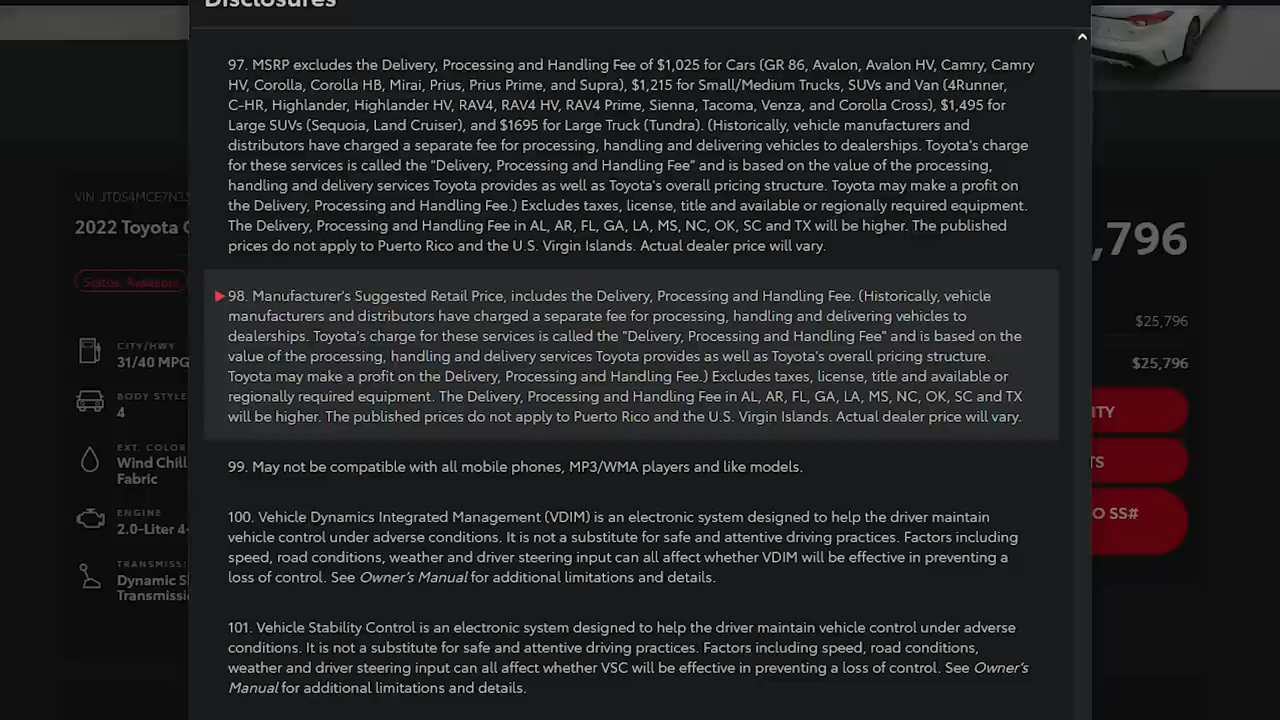 Disclosures
97. MSRP excludes the Delivery, Processing and Handling Fee of $1,025 for Cars (GR 86, Avalon, Avalon HV, Camry, Camry
HV, Corolla, Corolla HB, Mirai, Prius, Prius Prime, and Supra), $1,215 for Small/Medium Trucks, SUVs and Van (4Runner,
C-HR, Highlander, Highlander HV, RAV4, RAV4 HV, RAV4 Prime, Sienna, Tacoma, Venza, and Corolla Cross), $1,495 for
Large SUVs (Sequoia, Land Cruiser), and $1695 for Large Truck (Tundra). (Historically, vehicle manufacturers and
distributors have charged a separate fee for processing, handling and delivering vehicles to dealerships. Toyota's charge
for these services is called the "Delivery, Processing and Handling Fee" and is based on the value of the processing,
handling and delivery services Toyota provides as well as Toyota's overall pricing structure. Toyota may make a profit on
the Delivery, Processing and Handling Fee.) Excludes taxes, license, title and available or regionally required equipment.
The Delivery, Processing and Handling Fee in AL, AR, FL, GA, LA, MS, NC, OK, SC and TX will be higher. The published
prices do not apply to Puerto Rico and the U.S. Virgin Islands. Actual dealer price will vary.
98. Manufacturer's Suggested Retail Price, includes the Delivery, Processing and Handling Fee. (Historically, vehicle
manufacturers and distributors have charged a separate fee for processing, handling and delivering vehicles to
dealerships. Toyota's charge for these services is called the "Delivery, Processing and Handling Fee" and is based on the
value of the processing, handling and delivery services Toyota provides as well as Toyota's overall pricing structure.
Toyota may make a profit on the Delivery, Processing and Handling Fee.) Excludes taxes, license, title and available or
regionally required equipment. The Delivery, Processing and Handling Fee in AL, AR, FL, GA, LA, MS, NC, OK, SC and TX
will be higher. The published prices do not apply to Puerto Rico and the U.S. Virgin Islands. Actual dealer price will vary.
99. May not be compatible with all mobile phones, MP3/WMA players and like models.
100. Vehicle Dynamics Integrated Management (VDIM) is an electronic system designed to help the driver maintain
vehicle control under adverse conditions. It is not a substitute for safe and attentive driving practices. Factors including
speed, road conditions, weather and driver steering input can all affect whether VDIM will be effective in preventing a
loss of control. See Owner's Manual for additional limitations and details.
101. Vehicle Stability Control is an electronic system designed to help the driver maintain vehicle control under adverse
conditions. It is not a substitute for safe and attentive driving practices. Factors including speed, road conditions,
weather and driver steering input can all affect whether VSC will be effective in preventing a loss of control. See Owner's
Manual for additional limitations and details.
2022 Toyota
Status: Available
CITY/HWY
31/40 MPG
BODY STYLE
4
EXT. COLOR
Wind Chill
Fabric
ENGINE
2.0-Liter 4-
TRANSMISS
Dynamic S
Transmissi
,796
$25,796
$25,796
ITY
TS
O SS#